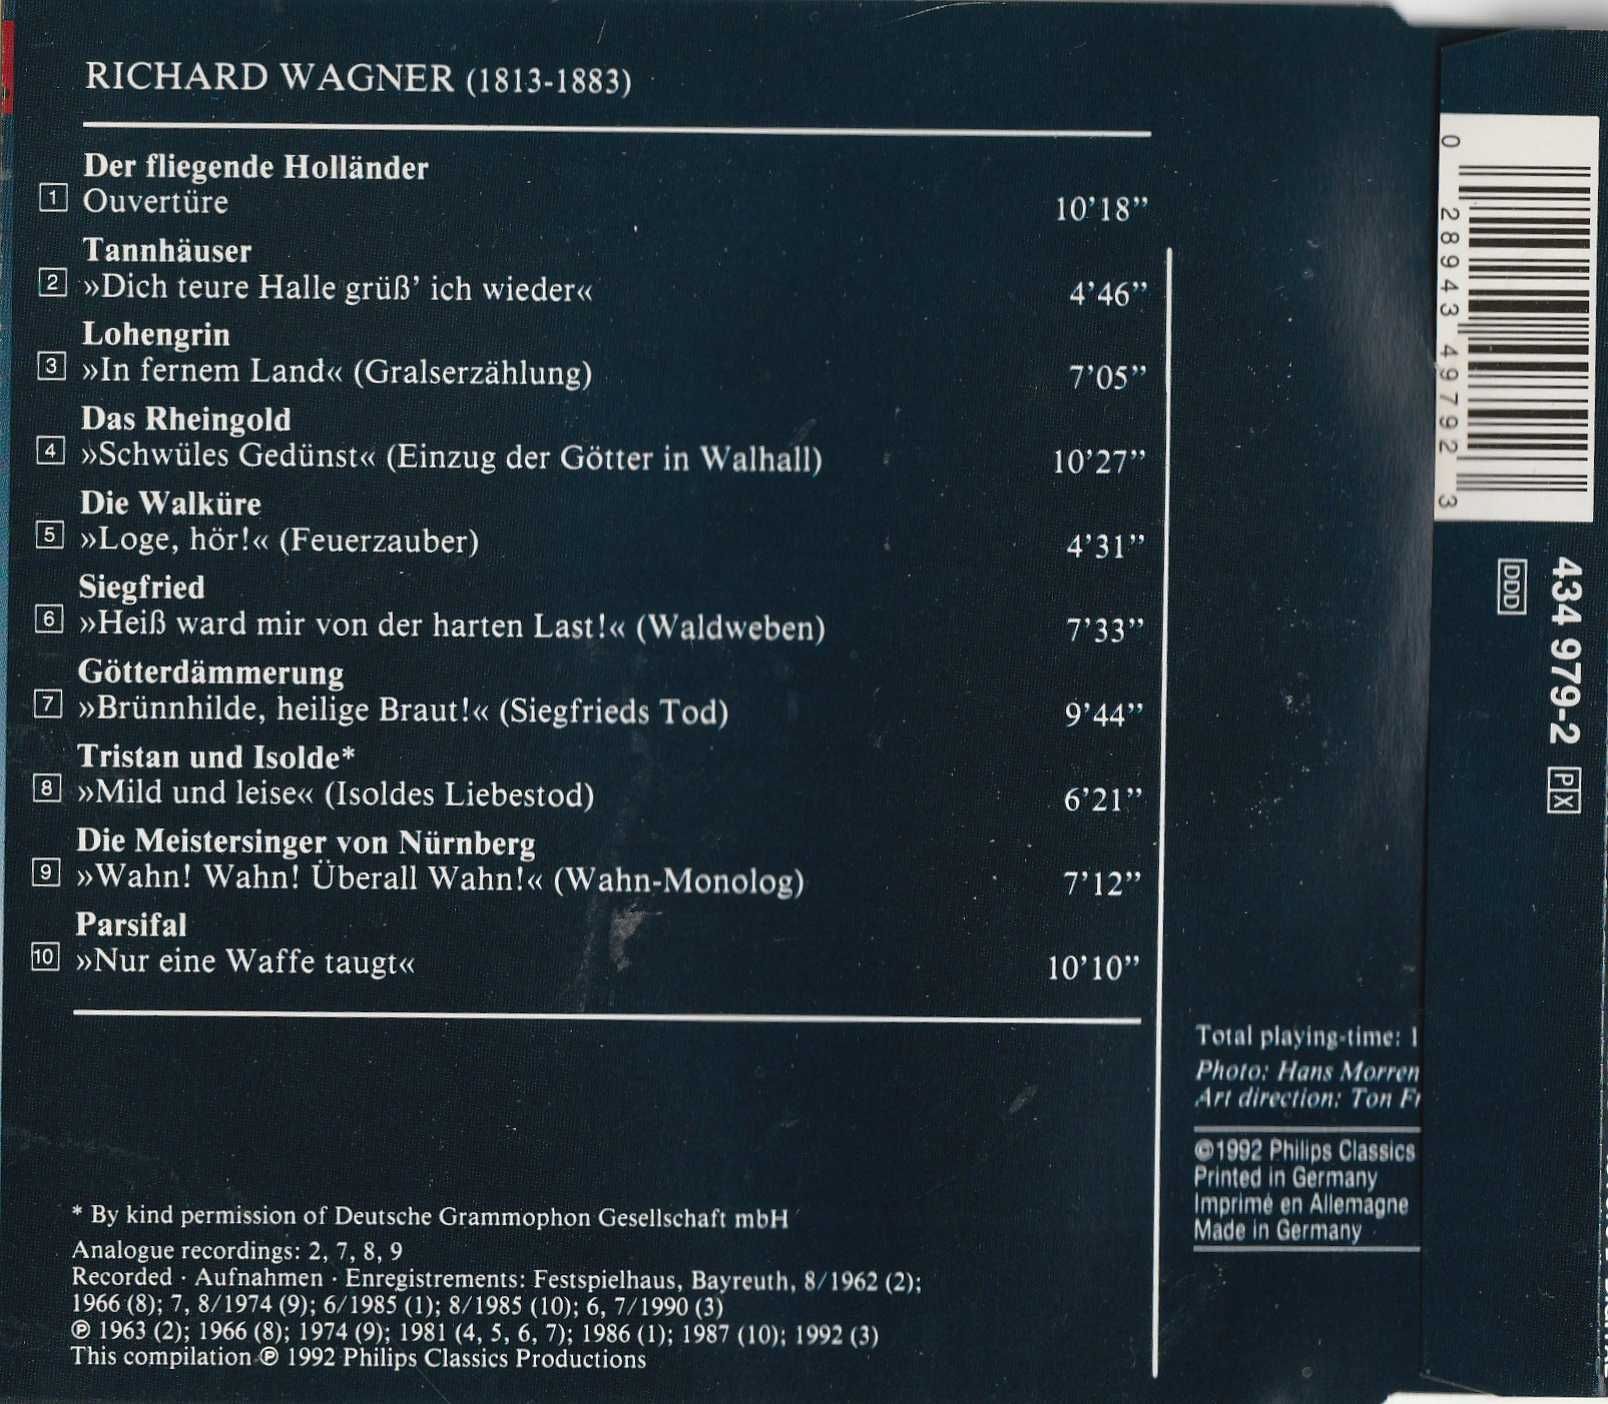 RICHARD WAGNER (1813-1883)
Der fliegende Holländer
1 Ouvertüre 10'18"
Tannhäuser
2 »Dich teure Halle grüß' ich wieder« 4'46"
Lohengrin
3 »In fernem Land« (Gralserzählung) 7'05"
Das Rheingold
4 »Schwüles Gedünst« (Einzug der Götter in Walhall) 10'27"
Die Walküre
5 »Loge, hör!« (Feuerzauber) 4'31"
Siegfried
6 »Heiß ward mir von der harten Last!« (Waldweben) 7'33"
Götterdämmerung
7 »Brünnhilde, heilige Braut!« (Siegfrieds Tod) 9'44"
Tristan und Isolde*
8 »Mild und leise« (Isoldes Liebestod) 6'21"
Die Meistersinger von Nürnberg
9 »Wahn! Wahn! Überall Wahn!« (Wahn-Monolog) 7'12"
Parsifal
10 »Nur eine Waffe taugt« 10'10"
* By kind permission of Deutsche Grammophon Gesellschaft mbH
Analogue recordings: 2, 7, 8, 9
Recorded · Aufnahmen · Enregistrements: Festspielhaus, Bayreuth, 8/1962 (2);
1966 (8); 7, 8/1974 (9); 6/1985 (1); 8/1985 (10); 6, 7/1990 (3)
℗ 1963 (2); 1966 (8); 1974 (9); 1981 (4, 5, 6, 7); 1986 (1); 1987 (10); 1992 (3)
This compilation ℗ 1992 Philips Classics Productions
Total playing-time: 1
Photo: Hans Morren
Art direction: Ton
©1992 Philips Classics
Printed in Germany
Imprimé en Allemagne
Made in Germany
0 28943 49792 3
434 979-2 PX
DDD